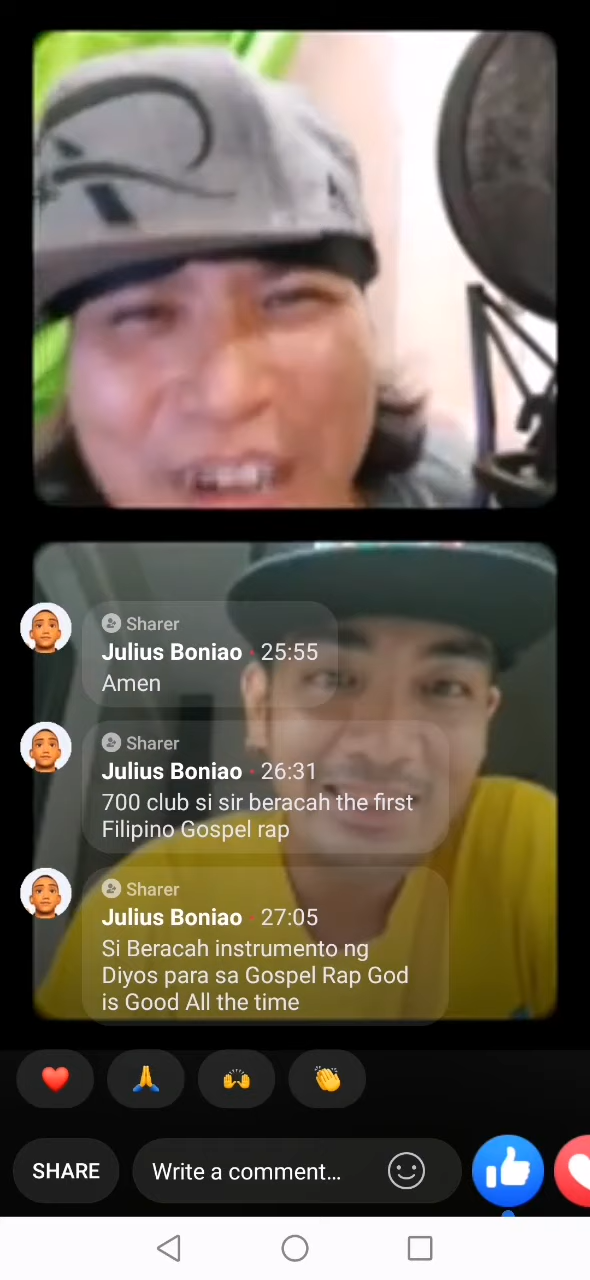 Sharer
Julius Boniao · 25:55
Amen
Sharer
Julius Boniao · 26:31
700 club si sir beracah the first
Filipino Gospel rap
Sharer
Julius Boniao · 27:05
Si Beracah instrumento ng
Diyos para sa Gospel Rap God
is Good All the time
SHARE
Write a comment...